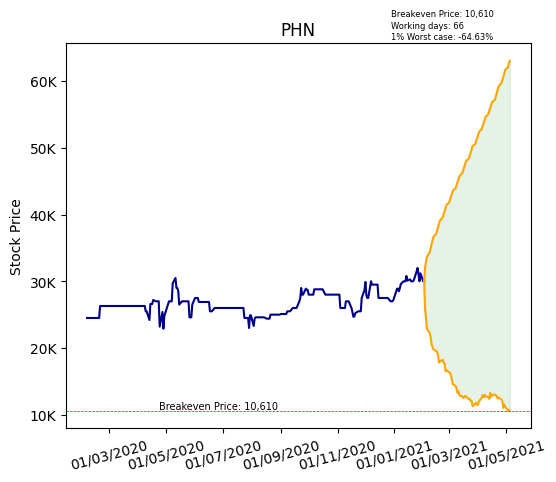 Breakeven Price: 10,610
Working days: 66
1% Worst case: -64.63%
PHN
Stock Price
60K
50K
40K
30K
20K
10K
Breakeven Price: 10,610
01/03/2020
01/05/2020
01/07/2020
01/09/2020
01/11/2020
01/01/2021
01/03/2021
01/05/2021